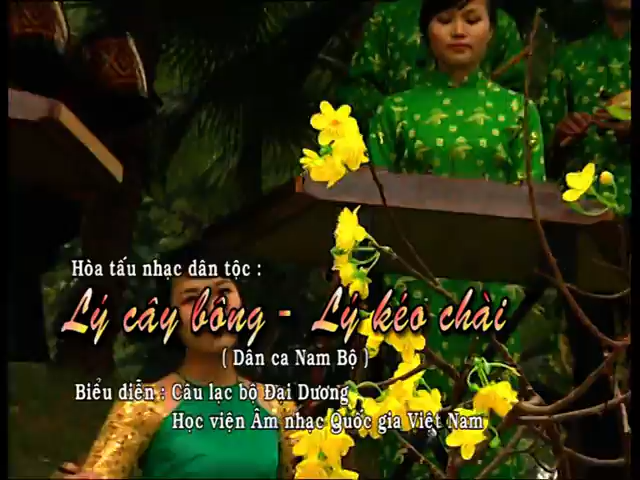 Hòa tấu nhạc dân tộc :
Lý cây bông - Lý kéo chài
( Dân ca Nam Bộ )
Biểu diễn : Câu lạc bộ Đại Dương
Học viện Âm nhạc Quốc gia Việt Nam